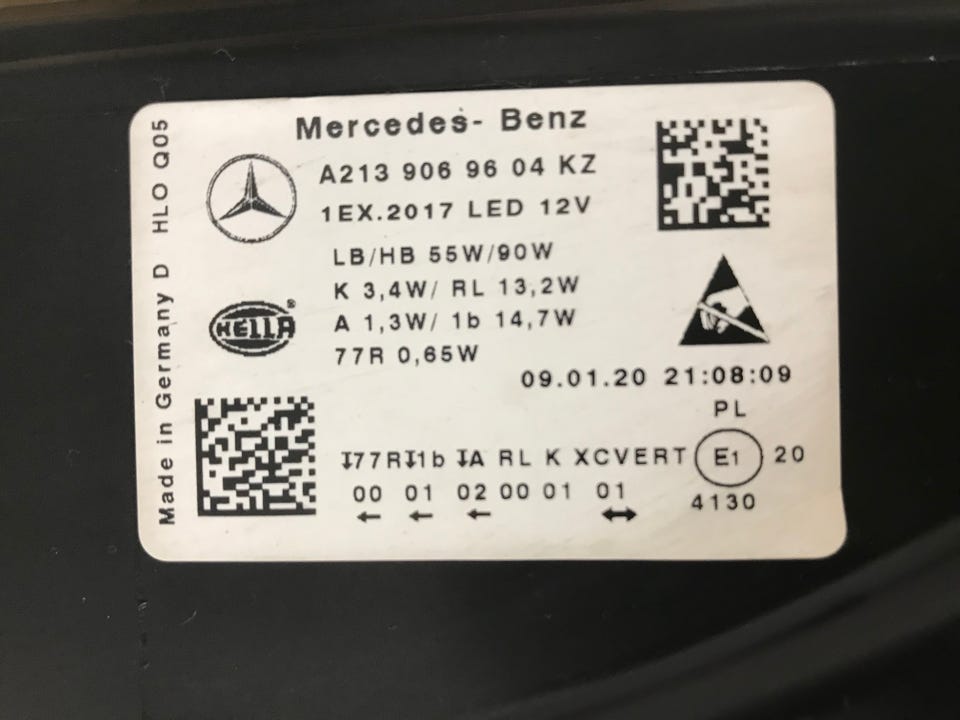 Mercedes- Benz
A213 906 96 04 KZ
1EX.2017 LED 12V
LB/HB 55W/90W
K 3,4W/ RL 13,2W
A 1,3W/ 1b 14,7W
77R 0,65W
HELLA
®
09.01.20 21:08:09
PL
↧77R↧1b ↧A RL K XCVERT E1 20
00 01 02 00 01 01
4130
← ← ← ↔
Made in Germany D HLO Q05